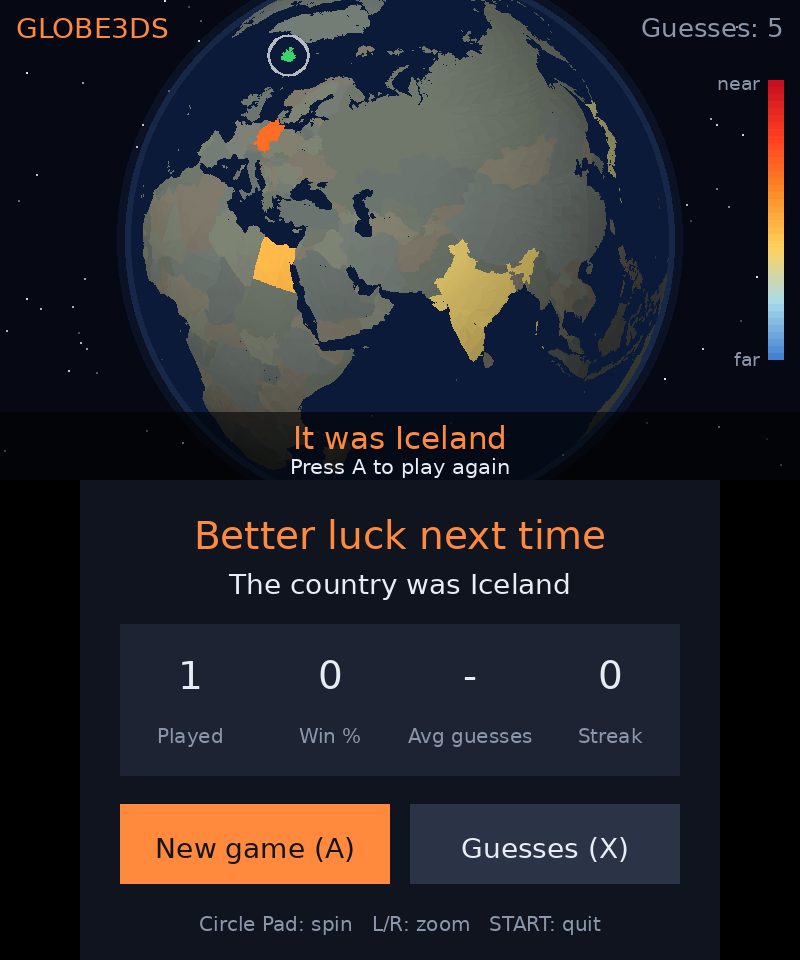 GLOBE3DS
Guesses: 5
near
far
It was Iceland
Press A to play again
Better luck next time
The country was Iceland
1 0 - 0
Played Win % Avg guesses Streak
New game (A) Guesses (X)
Circle Pad: spin L/R: zoom START: quit